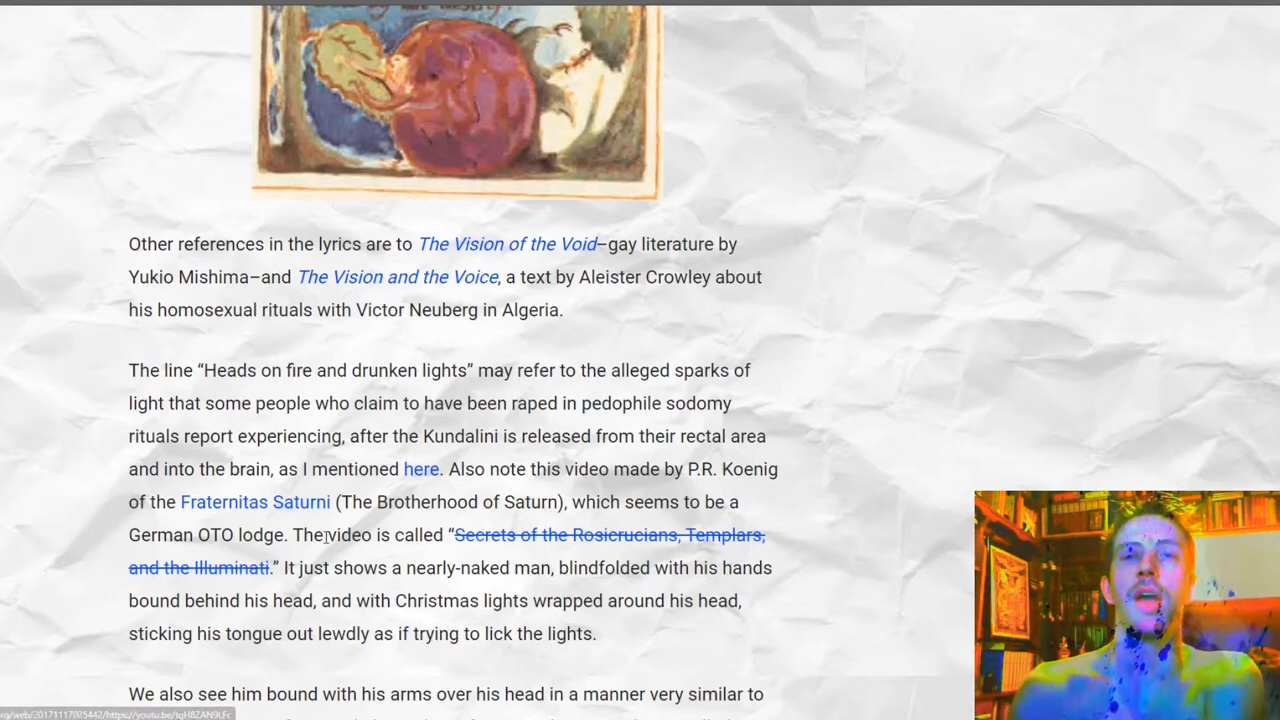 Other references in the lyrics are to The Vision of the Void–gay literature by
Yukio Mishima–and The Vision and the Voice, a text by Aleister Crowley about
his homosexual rituals with Victor Neuberg in Algeria.
The line “Heads on fire and drunken lights” may refer to the alleged sparks of
light that some people who claim to have been raped in pedophile sodomy
rituals report experiencing, after the Kundalini is released from their rectal area
and into the brain, as I mentioned here. Also note this video made by P.R. Koenig
of the Fraternitas Saturni (The Brotherhood of Saturn), which seems to be a
German OTO lodge. The video is called “Secrets of the Rosicrucians, Templars,
and the Illuminati.” It just shows a nearly-naked man, blindfolded with his hands
bound behind his head, and with Christmas lights wrapped around his head,
sticking his tongue out lewdly as if trying to lick the lights.
We also see him bound with his arms over his head in a manner very similar to